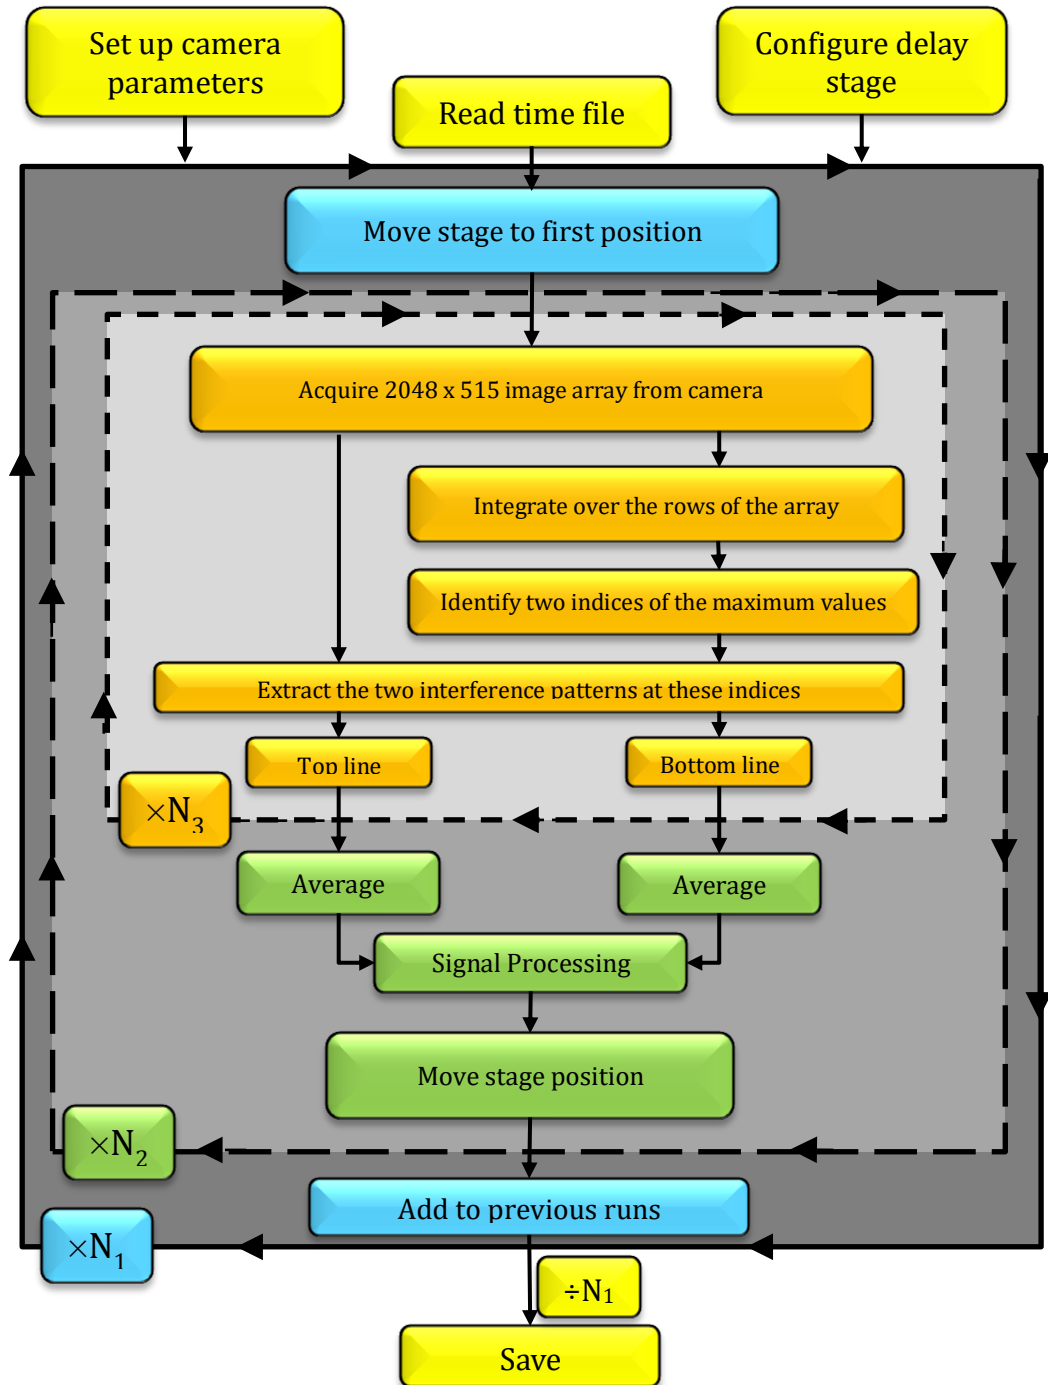 Set up camera
parameters
Configure delay
stage
Read time file
Move stage to first position
Acquire 2048 x 515 image array from camera
Integrate over the rows of the array
Identify two indices of the maximum values
Extract the two interference patterns at these indices
Top line
Bottom line
×N₃
Average
Average
Signal Processing
Move stage position
×N₂
Add to previous runs
×N₁
÷N₁
Save